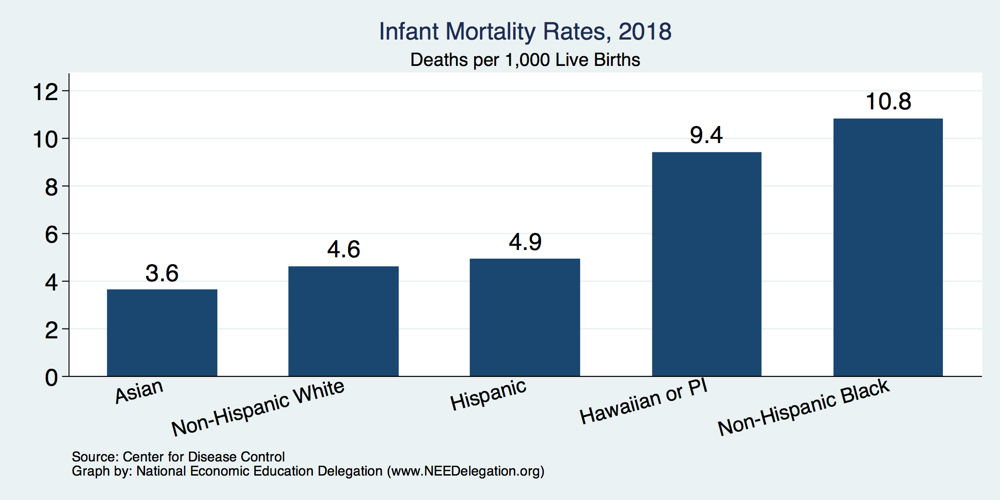 Infant Mortality Rates, 2018
Deaths per 1,000 Live Births
12
10
8
6
4
2
0
3.6
4.6
4.9
9.4
10.8
Asian
Non-Hispanic White
Hispanic
Hawaiian or PI
Non-Hispanic Black
Source: Center for Disease Control
Graph by: National Economic Education Delegation (www.NEEDelegation.org)